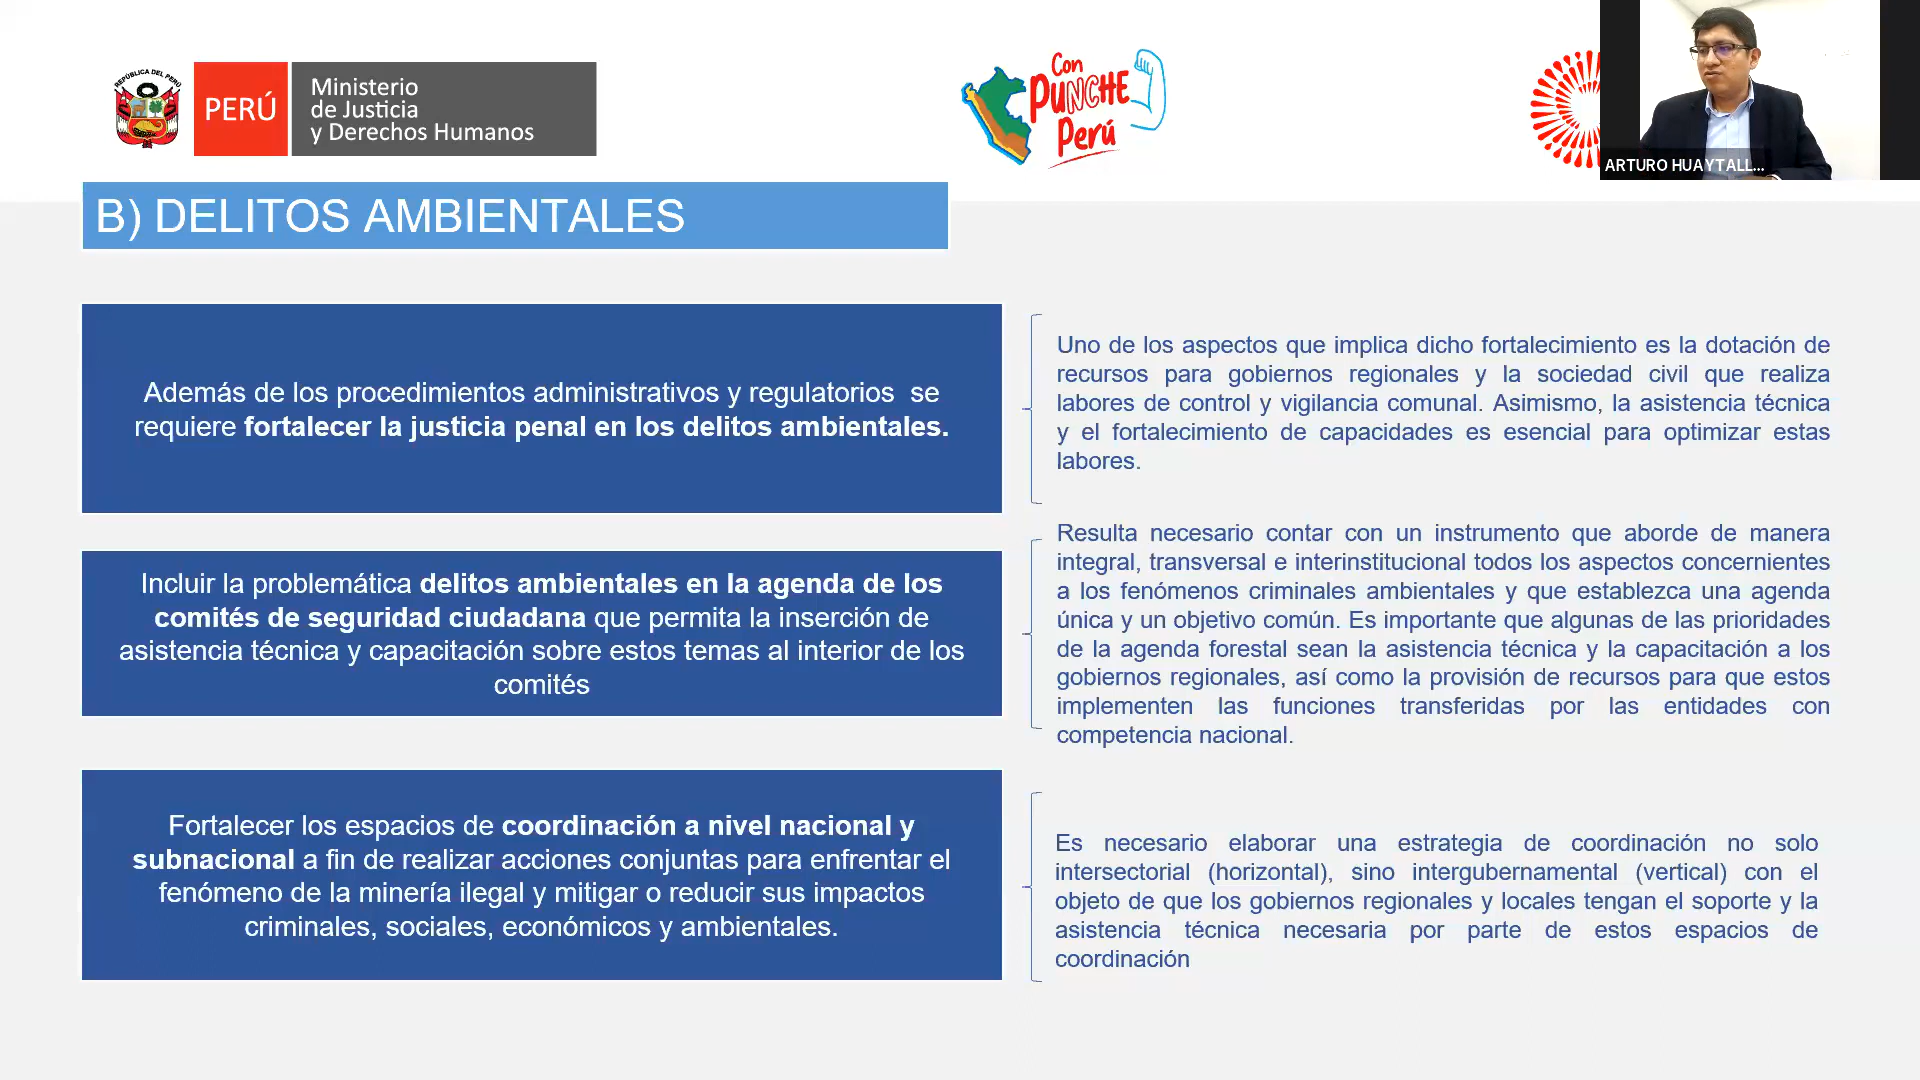 REPÚBLICA DEL PERÚ
PERÚ
Ministerio
de Justicia
y Derechos Humanos
Con
PUNCHE
Perú
ARTURO HUAYTALL...
B) DELITOS AMBIENTALES
Además de los procedimientos administrativos y regulatorios se
requiere fortalecer la justicia penal en los delitos ambientales.
Uno de los aspectos que implica dicho fortalecimiento es la dotación de
recursos para gobiernos regionales y la sociedad civil que realiza
labores de control y vigilancia comunal. Asimismo, la asistencia técnica
y el fortalecimiento de capacidades es esencial para optimizar estas
labores.
Incluir la problemática delitos ambientales en la agenda de los
comités de seguridad ciudadana que permita la inserción de
asistencia técnica y capacitación sobre estos temas al interior de los
comités
Resulta necesario contar con un instrumento que aborde de manera
integral, transversal e interinstitucional todos los aspectos concernientes
a los fenómenos criminales ambientales y que establezca una agenda
única y un objetivo común. Es importante que algunas de las prioridades
de la agenda forestal sean la asistencia técnica y la capacitación a los
gobiernos regionales, así como la provisión de recursos para que estos
implementen las funciones transferidas por las entidades con
competencia nacional.
Fortalecer los espacios de coordinación a nivel nacional y
subnacional a fin de realizar acciones conjuntas para enfrentar el
fenómeno de la minería ilegal y mitigar o reducir sus impactos
criminales, sociales, económicos y ambientales.
Es necesario elaborar una estrategia de coordinación no solo
intersectorial (horizontal), sino intergubernamental (vertical) con el
objeto de que los gobiernos regionales y locales tengan el soporte y la
asistencia técnica necesaria por parte de estos espacios de
coordinación